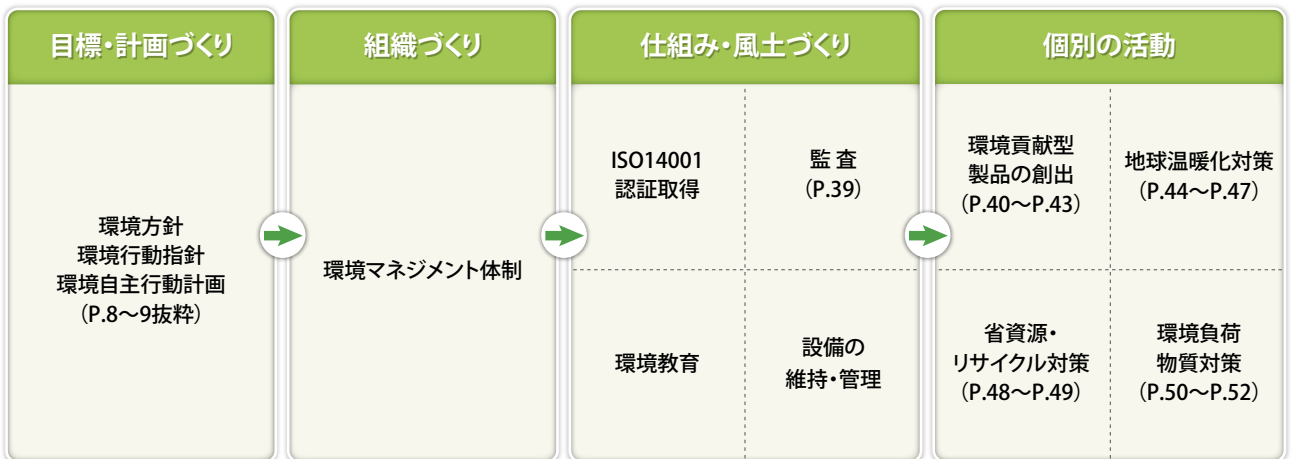 目標・計画づくり
環境方針
環境行動指針
環境自主行動計画
（P.8〜9抜粋）
組織づくり
環境マネジメント体制
仕組み・風土づくり
ISO14001
認証取得
監 査
（P.39）
環境教育
設備の
維持・管理
個別の活動
環境貢献型
製品の創出
（P.40〜P.43）
地球温暖化対策
（P.44〜P.47）
省資源・
リサイクル対策
（P.48〜P.49）
環境負荷
物質対策
（P.50〜P.52）